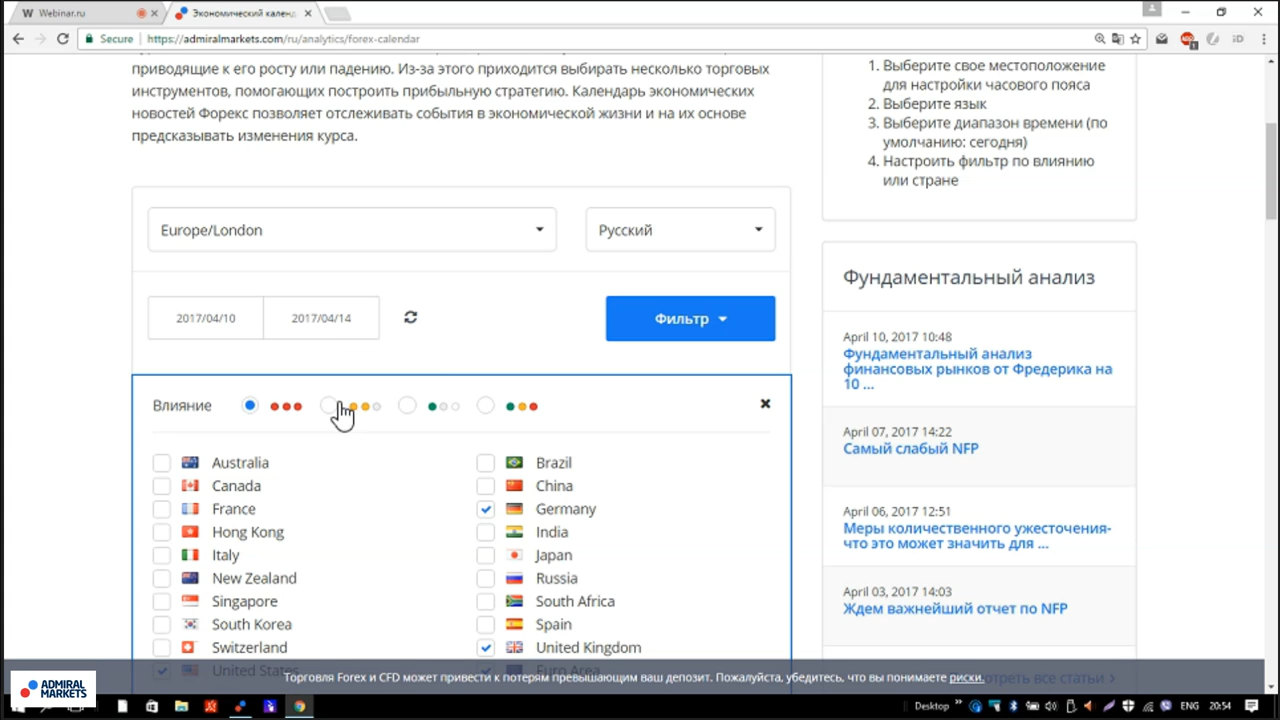 Webinar.ru
Экономический календ
Secure
https://admiralmarkets.com/ru/analytics/forex-calendar
приводящие к его росту или падению. Из-за этого приходится выбирать несколько торговых
инструментов, помогающих построить прибыльную стратегию. Календарь экономических
новостей Форекс позволяет отслеживать события в экономической жизни и на их основе
предсказывать изменения курса.
1. Выберите свое местоположение
для настройки часового пояса
2. Выберите язык
3. Выберите диапазон времени (по
умолчанию: сегодня)
4. Настроить фильтр по влиянию
или стране
Europe/London
Русский
2017/04/10
2017/04/14
Фильтр
Влияние
Australia
Brazil
Canada
China
France
Germany
Hong Kong
India
Italy
Japan
New Zealand
Russia
Singapore
South Africa
South Korea
Spain
Switzerland
United Kingdom
United States
Euro Area
Фундаментальный анализ
April 10, 2017 10:48
Фундаментальный анализ
финансовых рынков от Фредерика на
10 ...
April 07, 2017 14:22
Самый слабый NFP
April 06, 2017 12:51
Меры количественного ужесточения-
что это может значить для ...
April 03, 2017 14:03
Ждем важнейший отчет по NFP
отреть все статьи
Торговля Forex и CFD может привести к потерям превышающим ваш депозит. Пожалуйста, убедитесь, что вы понимаете риски.
ADMIRAL
MARKETS
Desktop
ENG
20:54